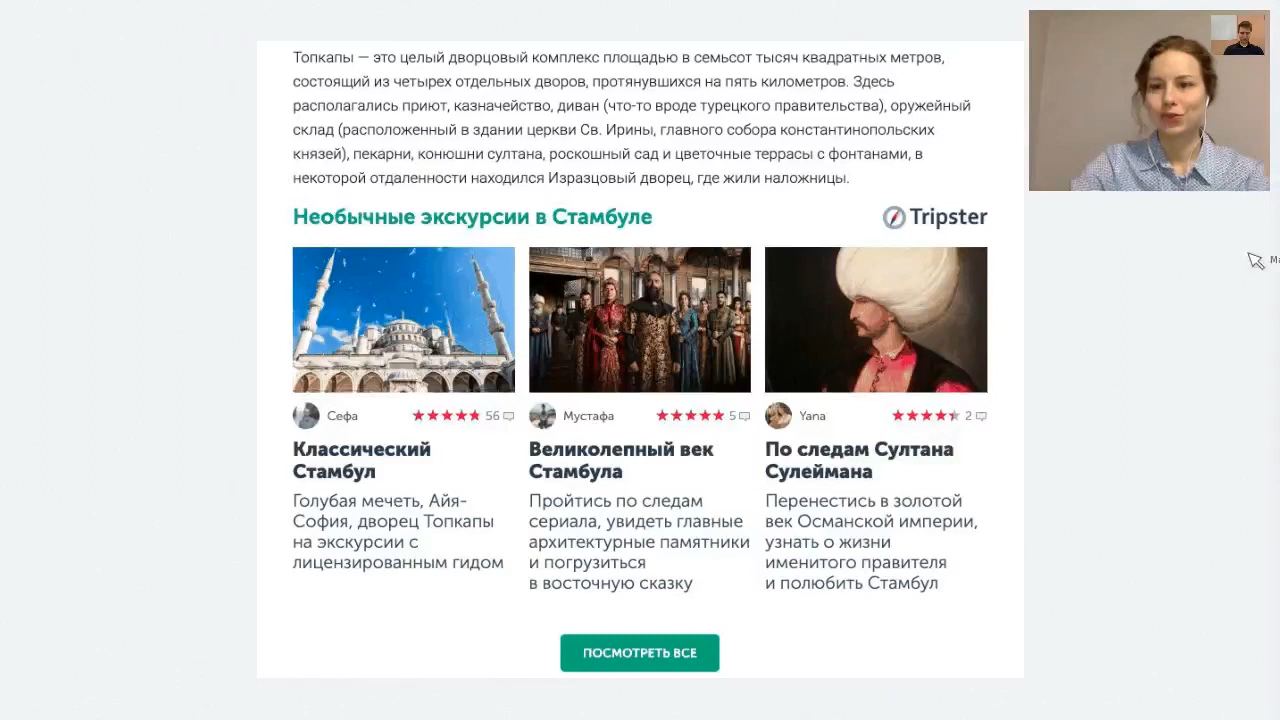 Топкапы — это целый дворцовый комплекс площадью в семьсот тысяч квадратных метров,
состоящий из четырех отдельных дворов, протянувшихся на пять километров. Здесь
располагались приют, казначейство, диван (что-то вроде турецкого правительства), оружейный
склад (расположенный в здании церкви Св. Ирины, главного собора константинопольских
князей), пекарни, конюшни султана, роскошный сад и цветочные террасы с фонтанами, в
некоторой отдаленности находился Изразцовый дворец, где жили наложницы.
Необычные экскурсии в Стамбуле
Tripster
Сефа 56
Мустафа 5
Yana 2
Классический
Стамбул
Голубая мечеть, Айя-
София, дворец Топкапы
на экскурсии с
лицензированным гидом
Великолепный век
Стамбула
Пройтись по следам
сериала, увидеть главные
архитектурные памятники
и погрузиться
в восточную сказку
По следам Султана
Сулеймана
Перенестись в золотой
век Османской империи,
узнать о жизни
именитого правителя
и полюбить Стамбул
ПОСМОТРЕТЬ ВСЕ